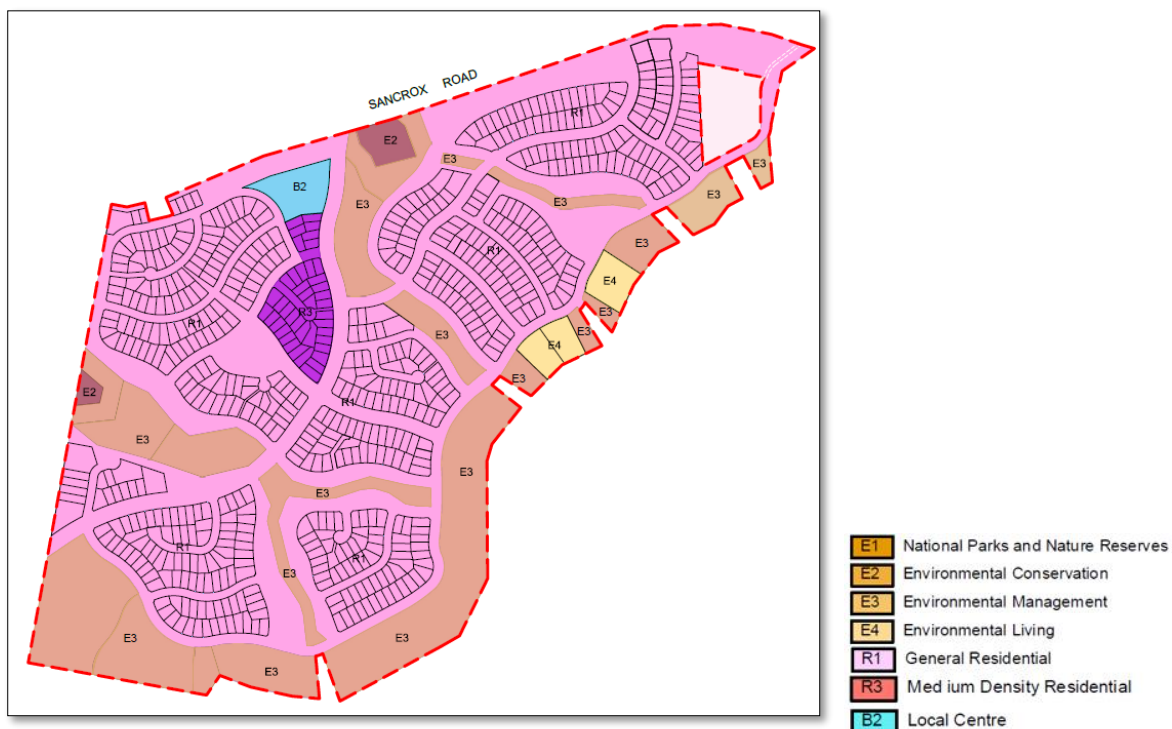 SANCROX ROAD
R1
E2
E3
E3
B2
E3
E3
E3
R1
E3
E4
R3
R1
E3
E3
E3
E4
E3
E2
R1
E3
E3
E3
R1
R1
E3
E3
E3
E3
E1 National Parks and Nature Reserves
E2 Environmental Conservation
E3 Environmental Management
E4 Environmental Living
R1 General Residential
R3 Med ium Density Residential
B2 Local Centre